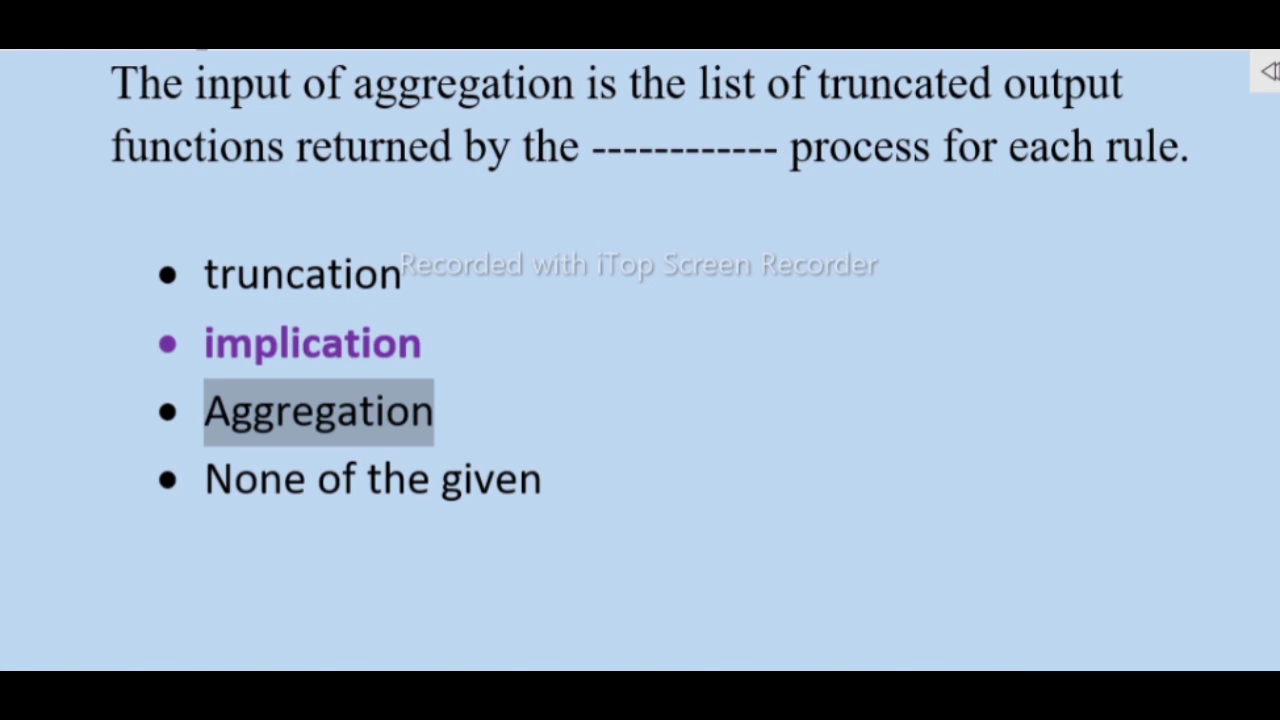 The input of aggregation is the list of truncated output
functions returned by the ------------ process for each rule.
• truncation
Recorded with iTop Screen Recorder
• implication
• Aggregation
• None of the given